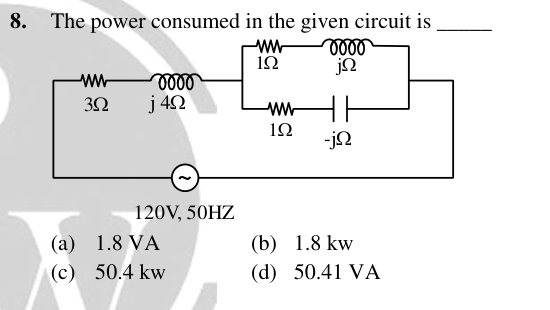 8. The power consumed in the given circuit is ______
1Ω jΩ
3Ω j 4Ω
1Ω -jΩ
120V, 50HZ
(a) 1.8 VA (b) 1.8 kw
(c) 50.4 kw (d) 50.41 VA